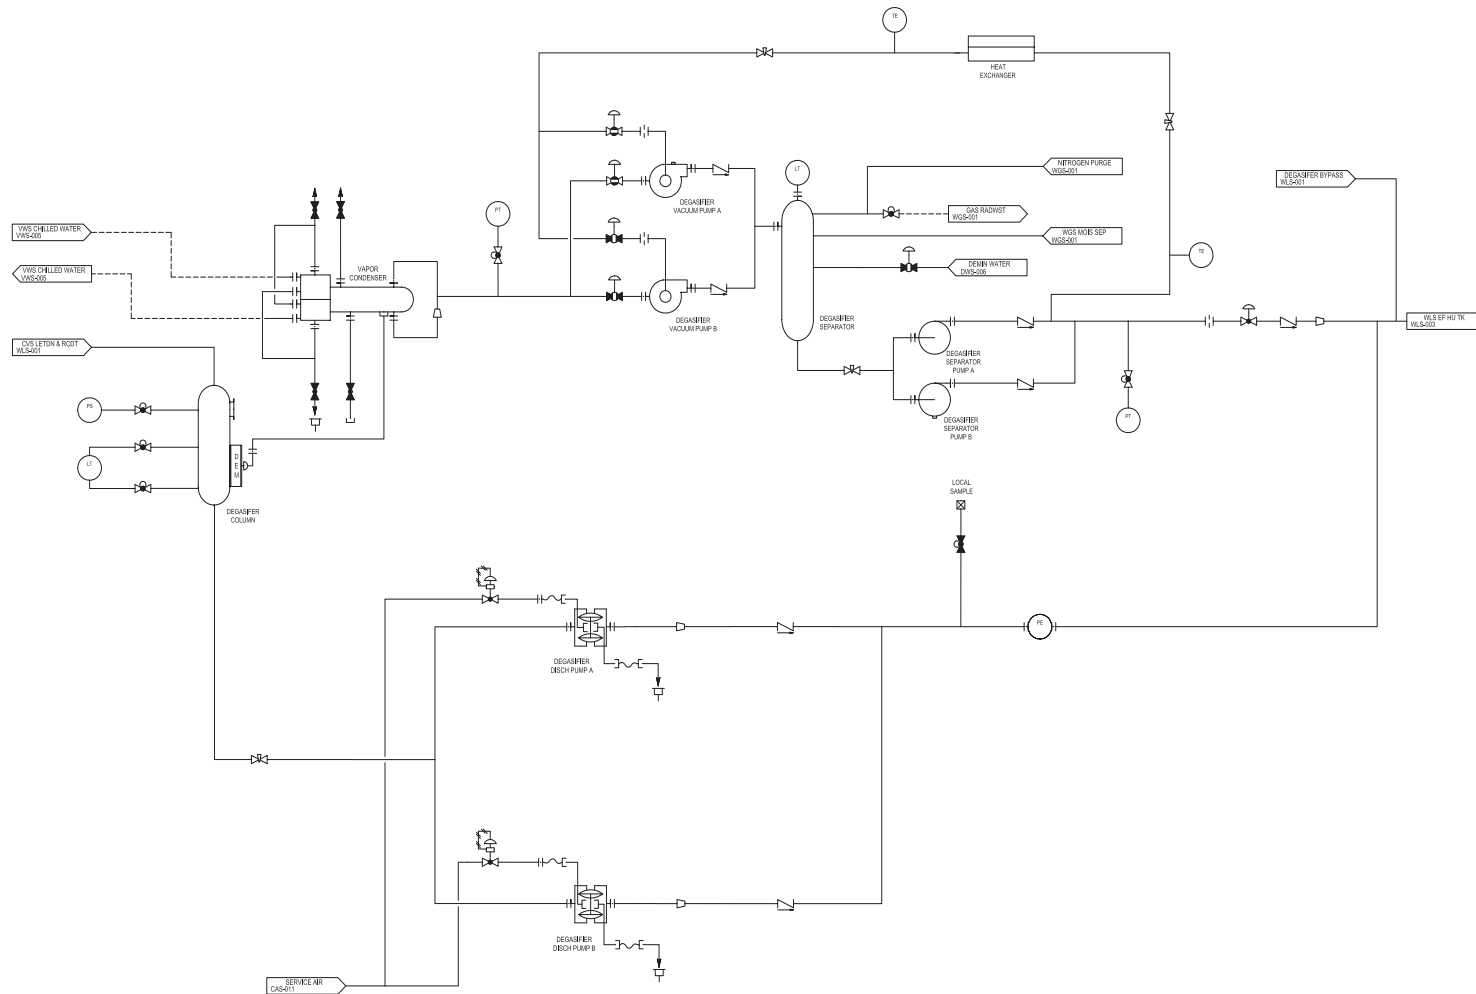 TE
HEAT
EXCHANGER
NITROGEN PURGE
WGS-001
LT
DEGASIFER BYPASS
WLS-001
DEGASIFIER
VACUUM PUMP A
PT
GAS RADWST
WGS-001
VWS CHILLED WATER
VWS-005
WGS MOIS SEP
WGS-001
TE
VWS CHILLED WATER
VWS-005
VAPOR
CONDENSER
DEMIN WATER
DWS-006
DEGASIFIER
VACUUM PUMP B
DEGASIFIER
SEPARATOR
WLS EF HU TK
WLS-003
CVS LETDN & RCDT
WLS-001
DEGASIFIER
SEPARATOR
PUMP A
PS
DEGASIFIER
SEPARATOR
PUMP B
PT
LT
D
E
M
LOCAL
SAMPLE
DEGASIFER
COLUMN
PE
DEGASIFIER
DISCH PUMP A
DEGASIFIER
DISCH PUMP B
SERVICE AIR
CAS-011